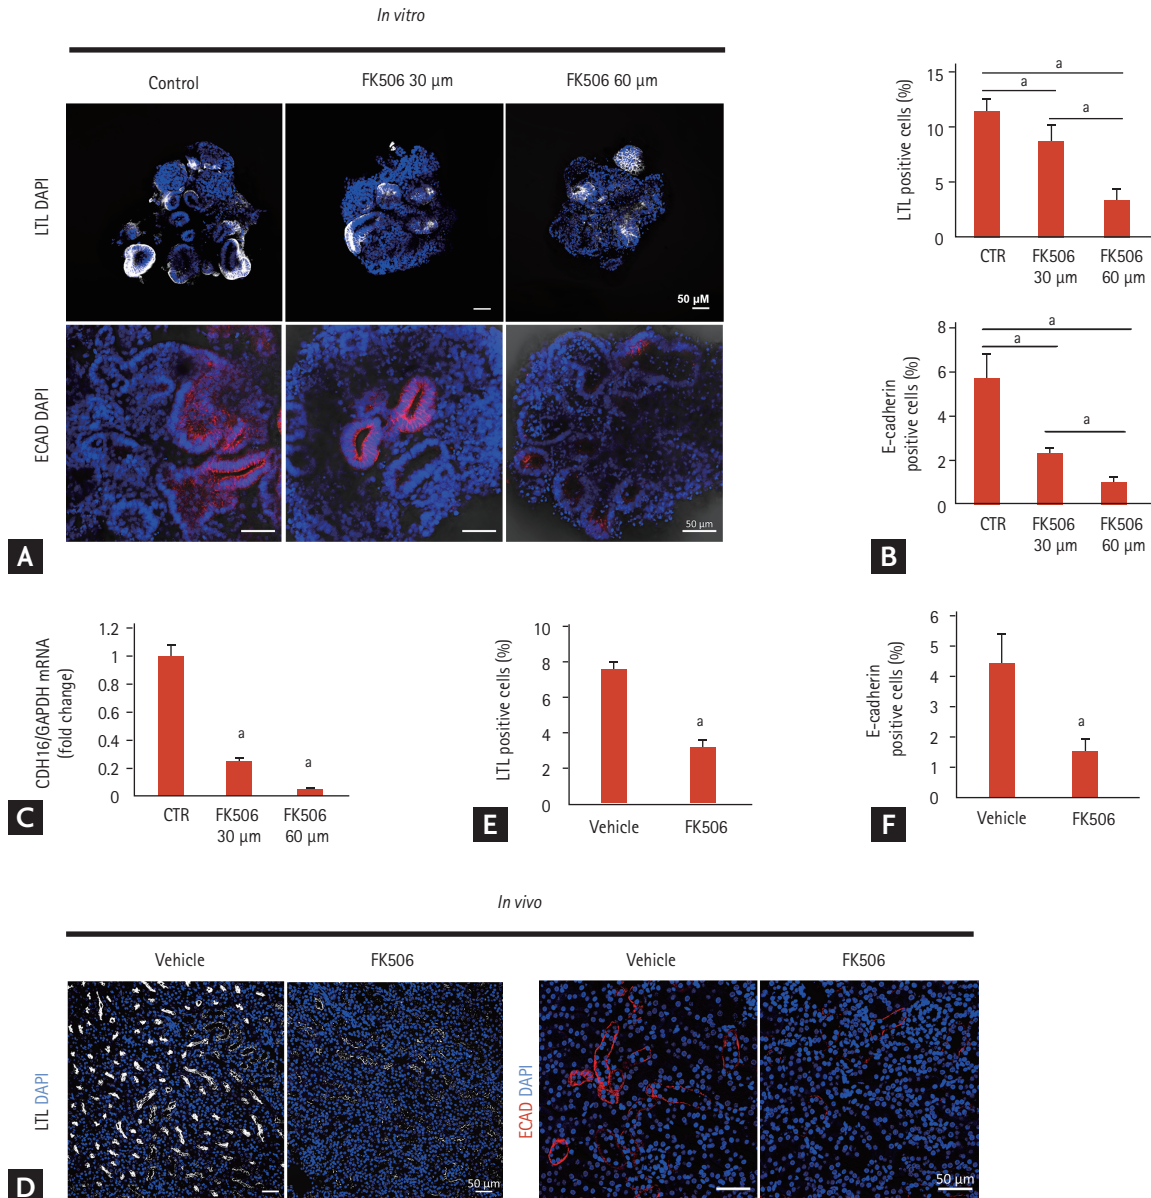 In vitro
Control
FK506 30 µm
FK506 60 µm
LTL DAPI
50 µM
ECAD DAPI
50 µm
A
LTL positive cells (%)
15
10
5
0
a
a
a
CTR
FK506
30 µm
FK506
60 µm
E-cadherin
positive cells (%)
8
6
4
2
0
a
a
a
CTR
FK506
30 µm
FK506
60 µm
B
CDH16/GAPDH mRNA
(fold change)
1.2
1
0.8
0.6
0.4
0.2
0
a
a
CTR
FK506
30 µm
FK506
60 µm
C
LTL positive cells (%)
10
8
6
4
2
0
a
Vehicle
FK506
E
E-cadherin
positive cells (%)
6
5
4
3
2
1
0
a
Vehicle
FK506
F
In vivo
Vehicle
FK506
Vehicle
FK506
LTL DAPI
50 µm
ECAD DAPI
50 µm
D